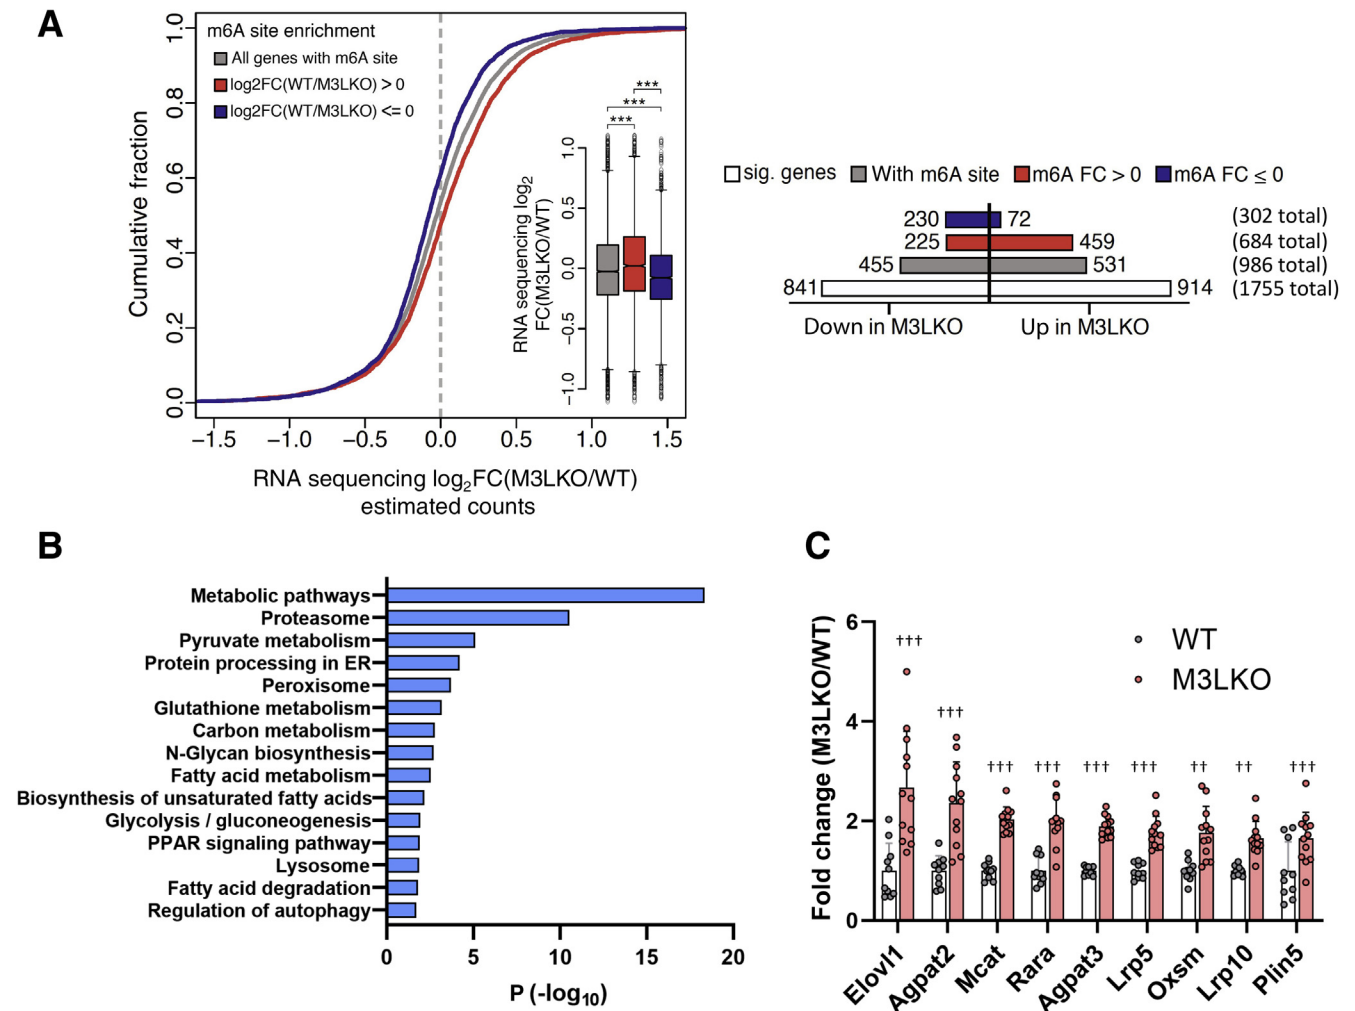 A
m6A site enrichment
All genes with m6A site
log2FC(WT/M3LKO) > 0
log2FC(WT/M3LKO) <= 0
Cumulative fraction
1.0
0.8
0.6
0.4
0.2
0.0
−1.5 −1.0 −0.5 0.0 0.5 1.0 1.5
RNA sequencing log2FC(M3LKO/WT)
estimated counts
***
***
***
RNA sequencing log2
FC(M3LKO/WT)
1.0
0.5
0.0
−0.5
−1.0
sig. genes With m6A site m6A FC > 0 m6A FC ≤ 0
230 72 (302 total)
225 459 (684 total)
455 531 (986 total)
841 914 (1755 total)
Down in M3LKO Up in M3LKO
B
Metabolic pathways
Proteasome
Pyruvate metabolism
Protein processing in ER
Peroxisome
Glutathione metabolism
Carbon metabolism
N-Glycan biosynthesis
Fatty acid metabolism
Biosynthesis of unsaturated fatty acids
Glycolysis / gluconeogenesis
PPAR signaling pathway
Lysosome
Fatty acid degradation
Regulation of autophagy
0 5 10 15 20
P (-log10)
C
Fold change (M3LKO/WT)
6
4
2
0
WT
M3LKO
††† ††† ††† ††† ††† ††† †† †† †††
Elovl1 Agpat2 Mcat Rara Agpat3 Lrp5 Oxsm Lrp10 Plin5